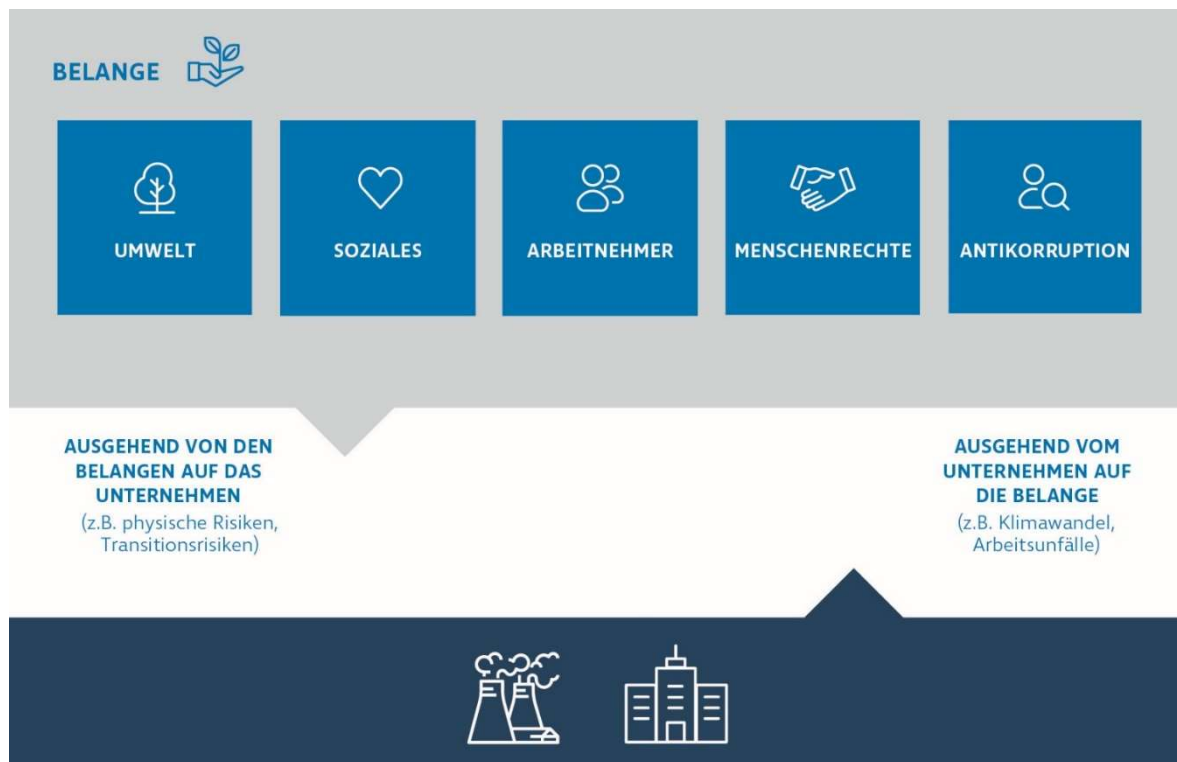 BELANGE
UMWELT
SOZIALES
ARBEITNEHMER
MENSCHENRECHTE
ANTIKORRUPTION
AUSGEHEND VON DEN
BELANGEN AUF DAS
UNTERNEHMEN
(z.B. physische Risiken,
Transitionsrisiken)
AUSGEHEND VOM
UNTERNEHMEN AUF
DIE BELANGE
(z.B. Klimawandel,
Arbeitsunfälle)